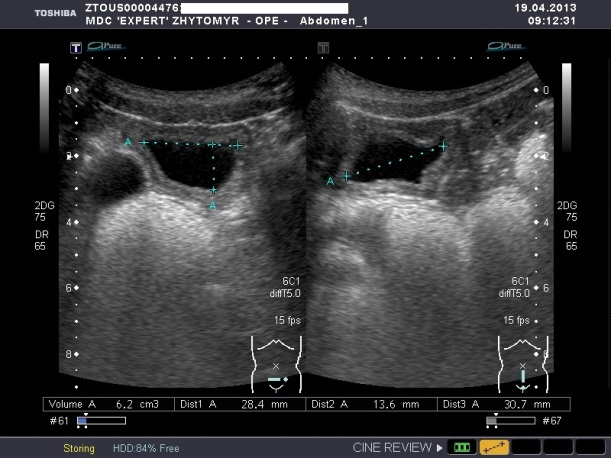 TOSHIBA ZTOUS00004476: 19.04.2013
MDC 'EXPERT' ZHYTOMYR - OPE - Abdomen_1 09:12:31
T aPure T aPure
0 0
A
2 2
A
A
2DG 75 2DG 75
4 4
DR 65 DR 65
6 6
6C1 6C1
diffT5.0 diffT5.0
15 fps 15 fps
8 8
Volume A 6.2 cm3 Dist1 A 28.4 mm Dist2 A 13.6 mm Dist3 A 30.7 mm
#61 #67
Storing HDD:84% Free CINE REVIEW